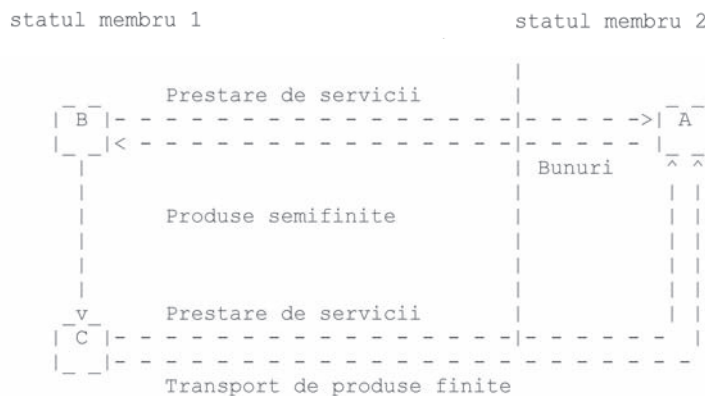 statul membru 1 statul membru 2
Prestare de servicii
B A
Bunuri
Produse semifinite
Prestare de servicii
C
Transport de produse finite